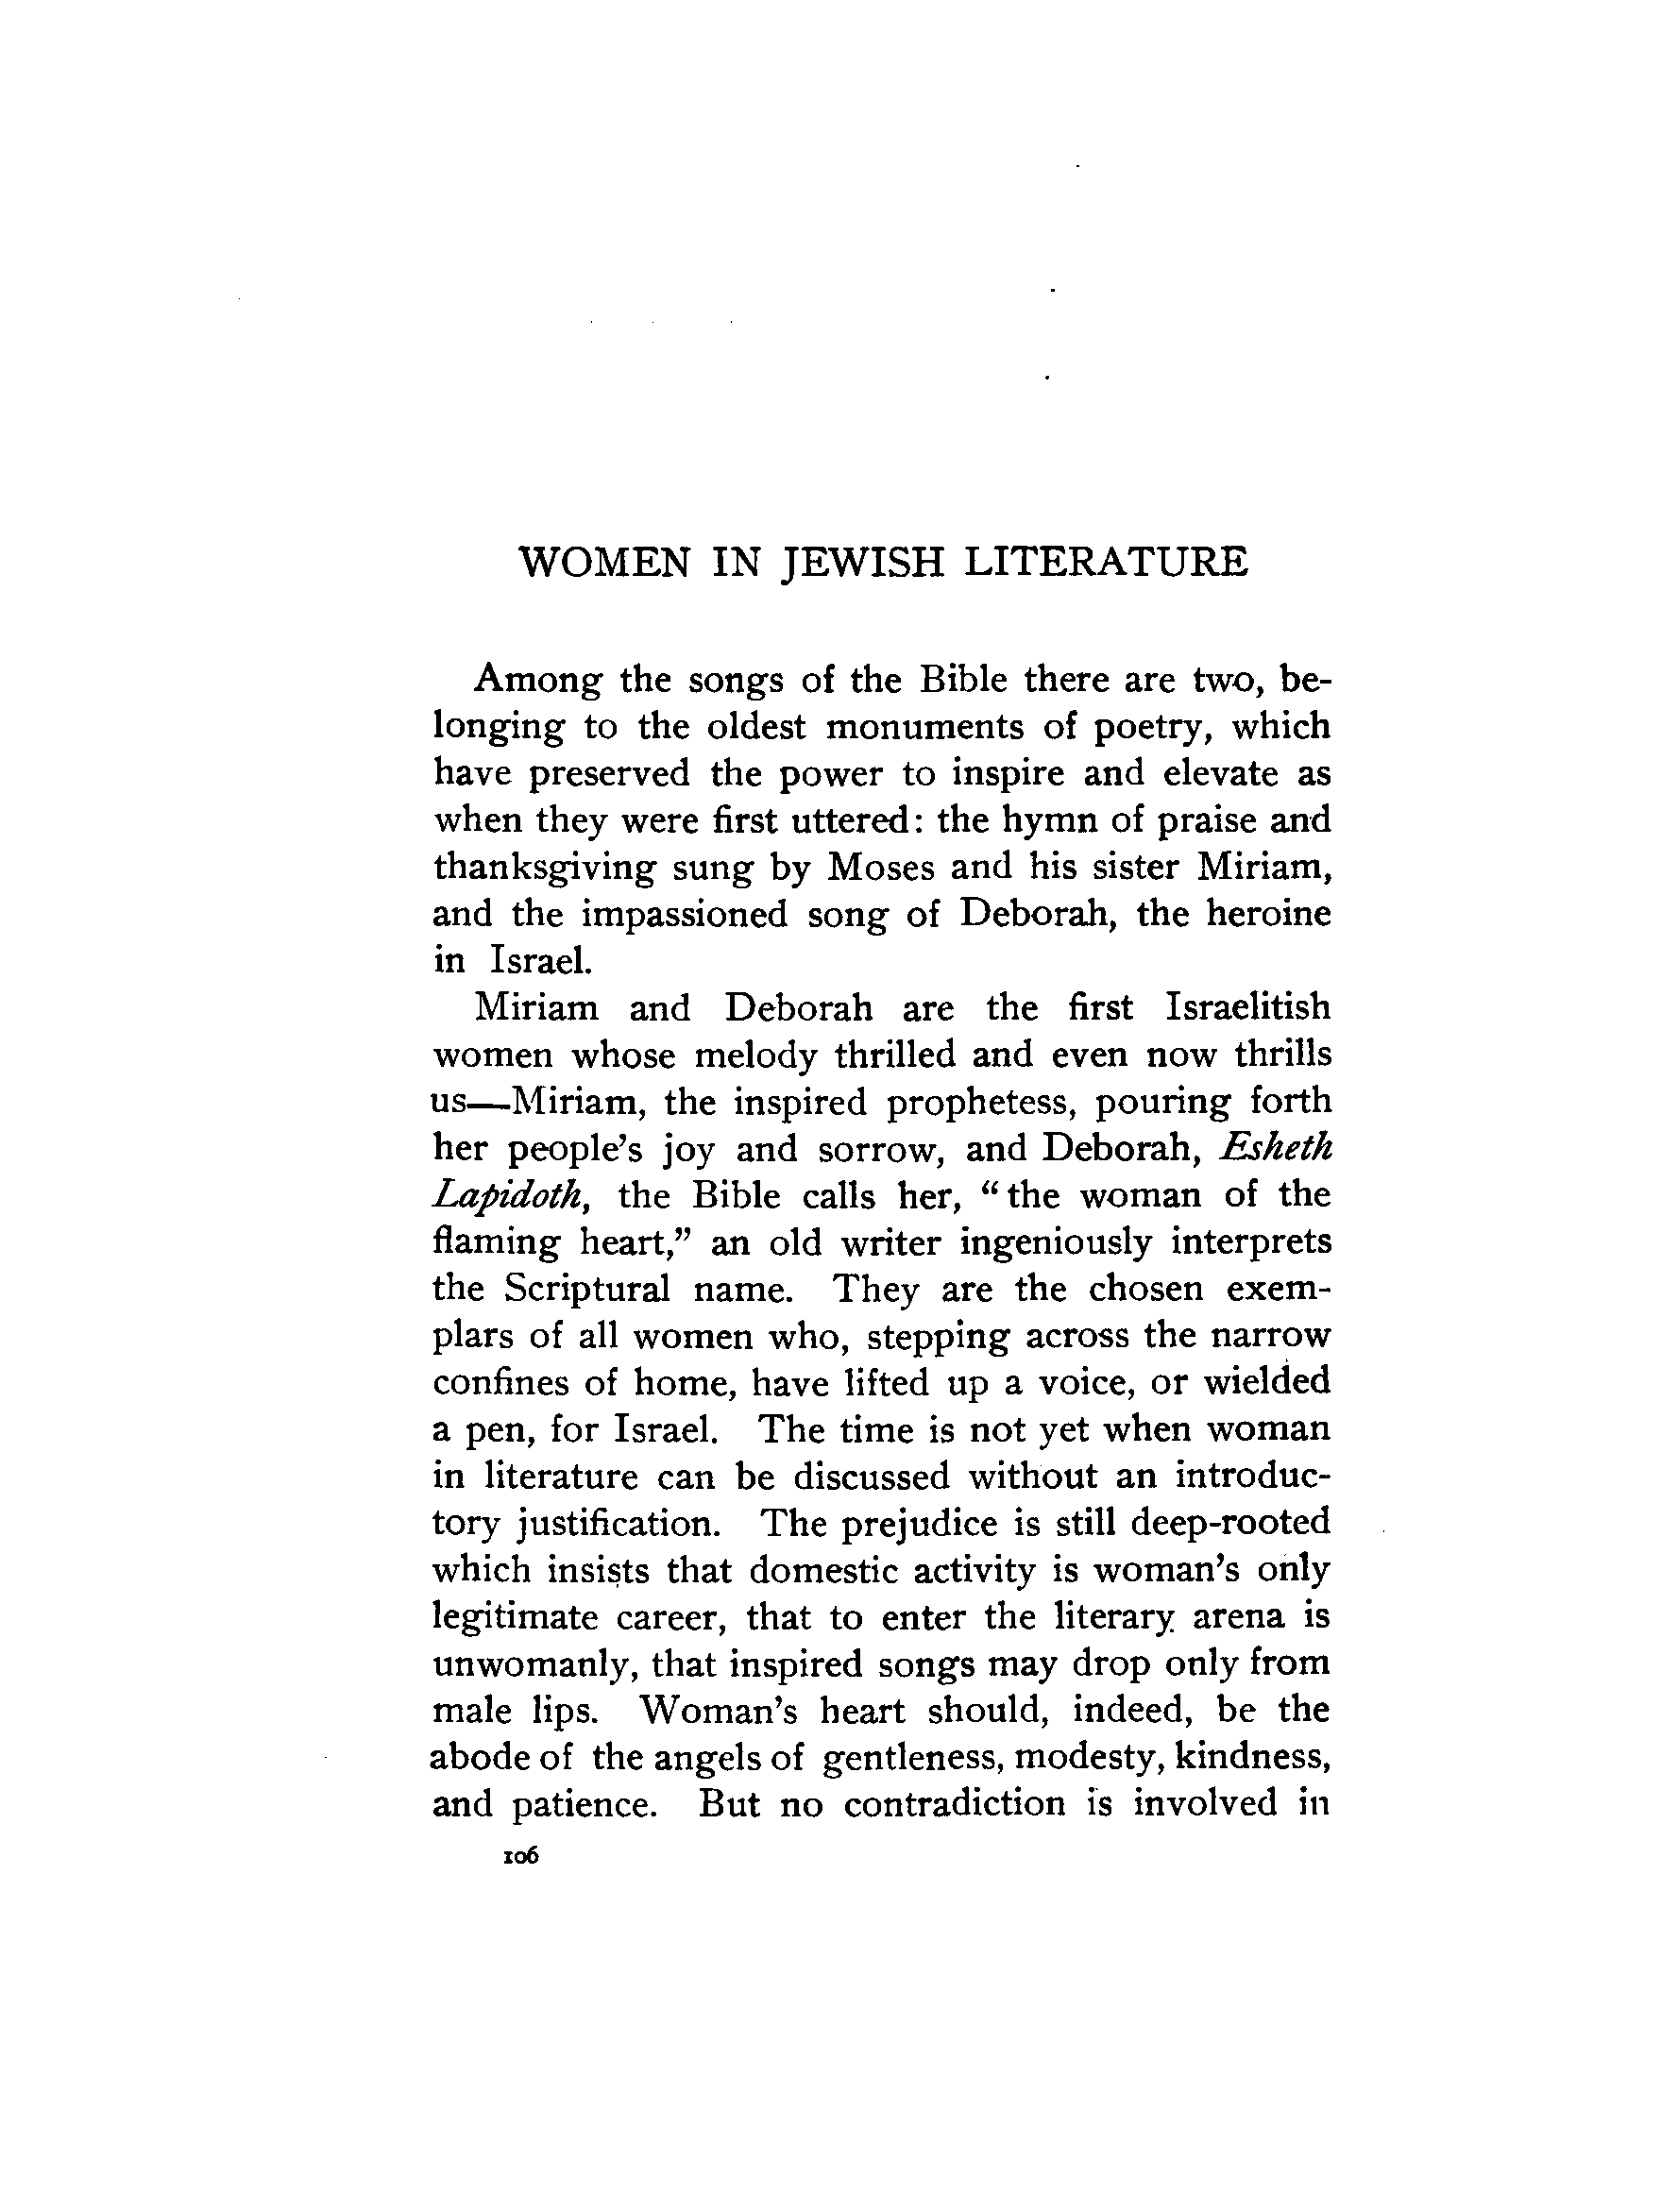 WOMEN IN JEWISH LITERATURE
Among the songs of the Bible there are two, be-
longing to the oldest monuments of poetry, which
have preserved the power to inspire and elevate as
when they were first uttered: the hymn of praise and
thanksgiving sung by Moses and his sister Miriam,
and the impassioned song of Deborah, the heroine
in Israel.
Miriam and Deborah are the first Israelitish
women whose melody thrilled and even now thrills
us—Miriam, the inspired prophetess, pouring forth
her people’s joy and sorrow, and Deborah, Esheth
Lapidoth, the Bible calls her, “the woman of the
flaming heart,” an old writer ingeniously interprets
the Scriptural name. They are the chosen exem-
plars of all women who, stepping across the narrow
confines of home, have lifted up a voice, or wielded
a pen, for Israel. The time is not yet when woman
in literature can be discussed without an introduc-
tory justification. The prejudice is still deep-rooted
which insists that domestic activity is woman’s only
legitimate career, that to enter the literary arena is
unwomanly, that inspired songs may drop only from
male lips. Woman’s heart should, indeed, be the
abode of the angels of gentleness, modesty, kindness,
and patience. But no contradiction is involved in
106